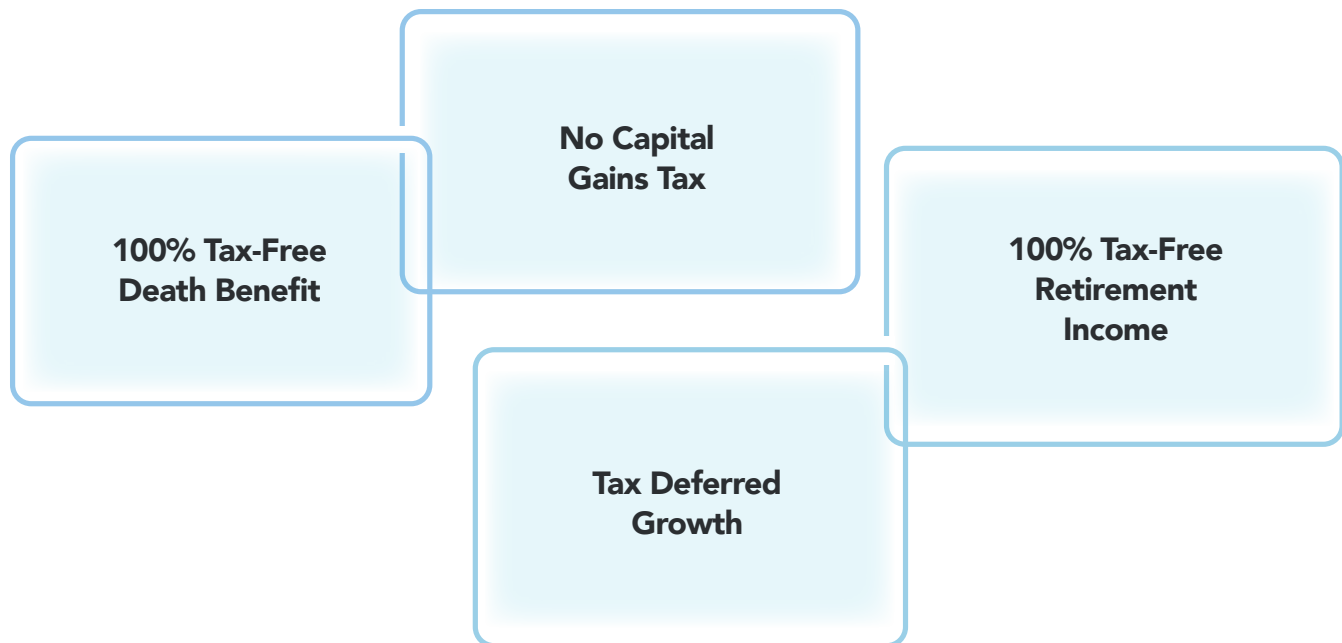 No Capital
Gains Tax
100% Tax-Free
Death Benefit
100% Tax-Free
Retirement
Income
Tax Deferred
Growth